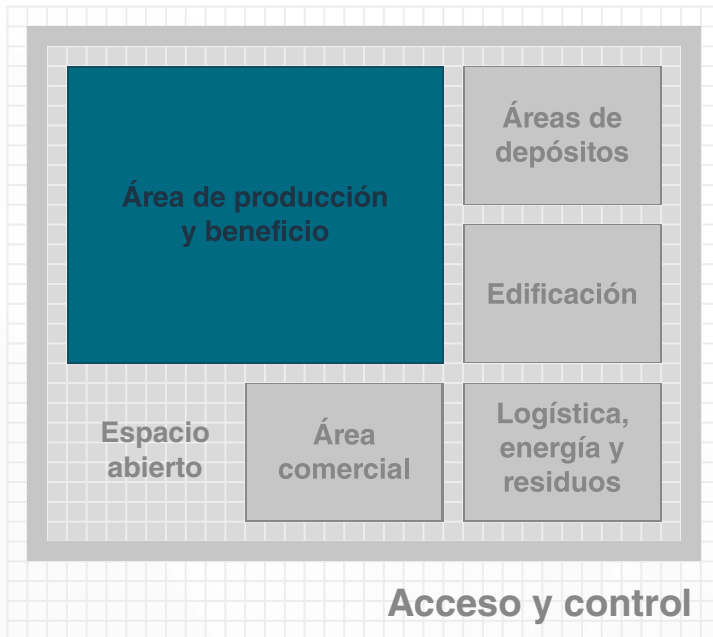 Área de producción
y beneficio
Áreas de
depósitos
Edificación
Espacio
abierto
Área
comercial
Logística,
energía y
residuos
Acceso y control